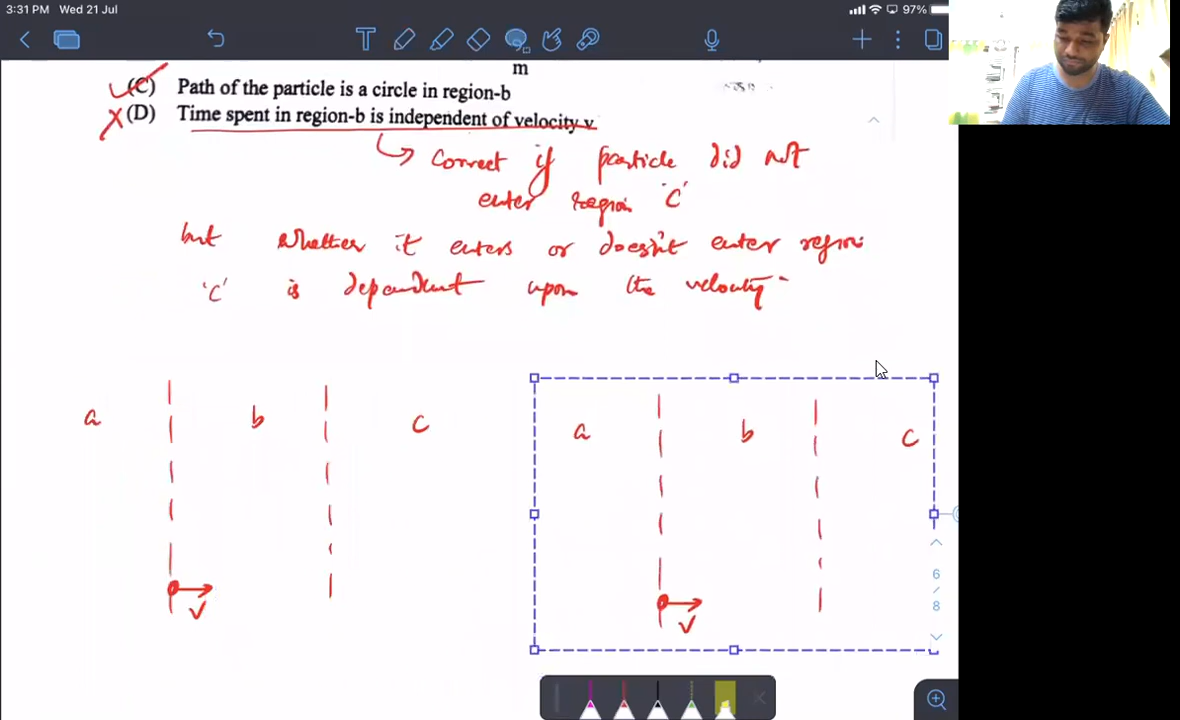 3:31 PM Wed 21 Jul
97%
m
(C) Path of the particle is a circle in region-b
(D) Time spent in region-b is independent of velocity v
Correct if particle did not
enter region 'C'
but whether it enters or doesn't enter region
'C' is dependent upon the velocity
a b c
a b c
V
V
6
/
8